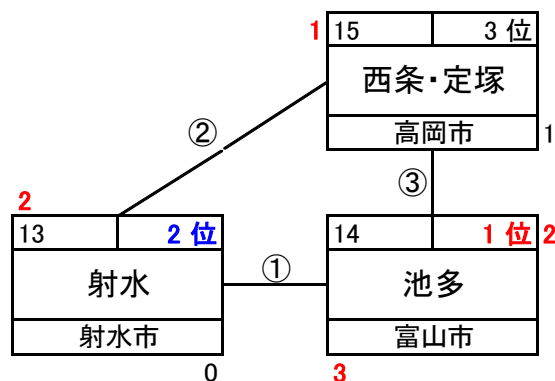 1 15 3 位
西条・定塚
高岡市 1
②
③
2
13 2 位
14 1 位 2
射水
①
池多
射水市
富山市
0
3